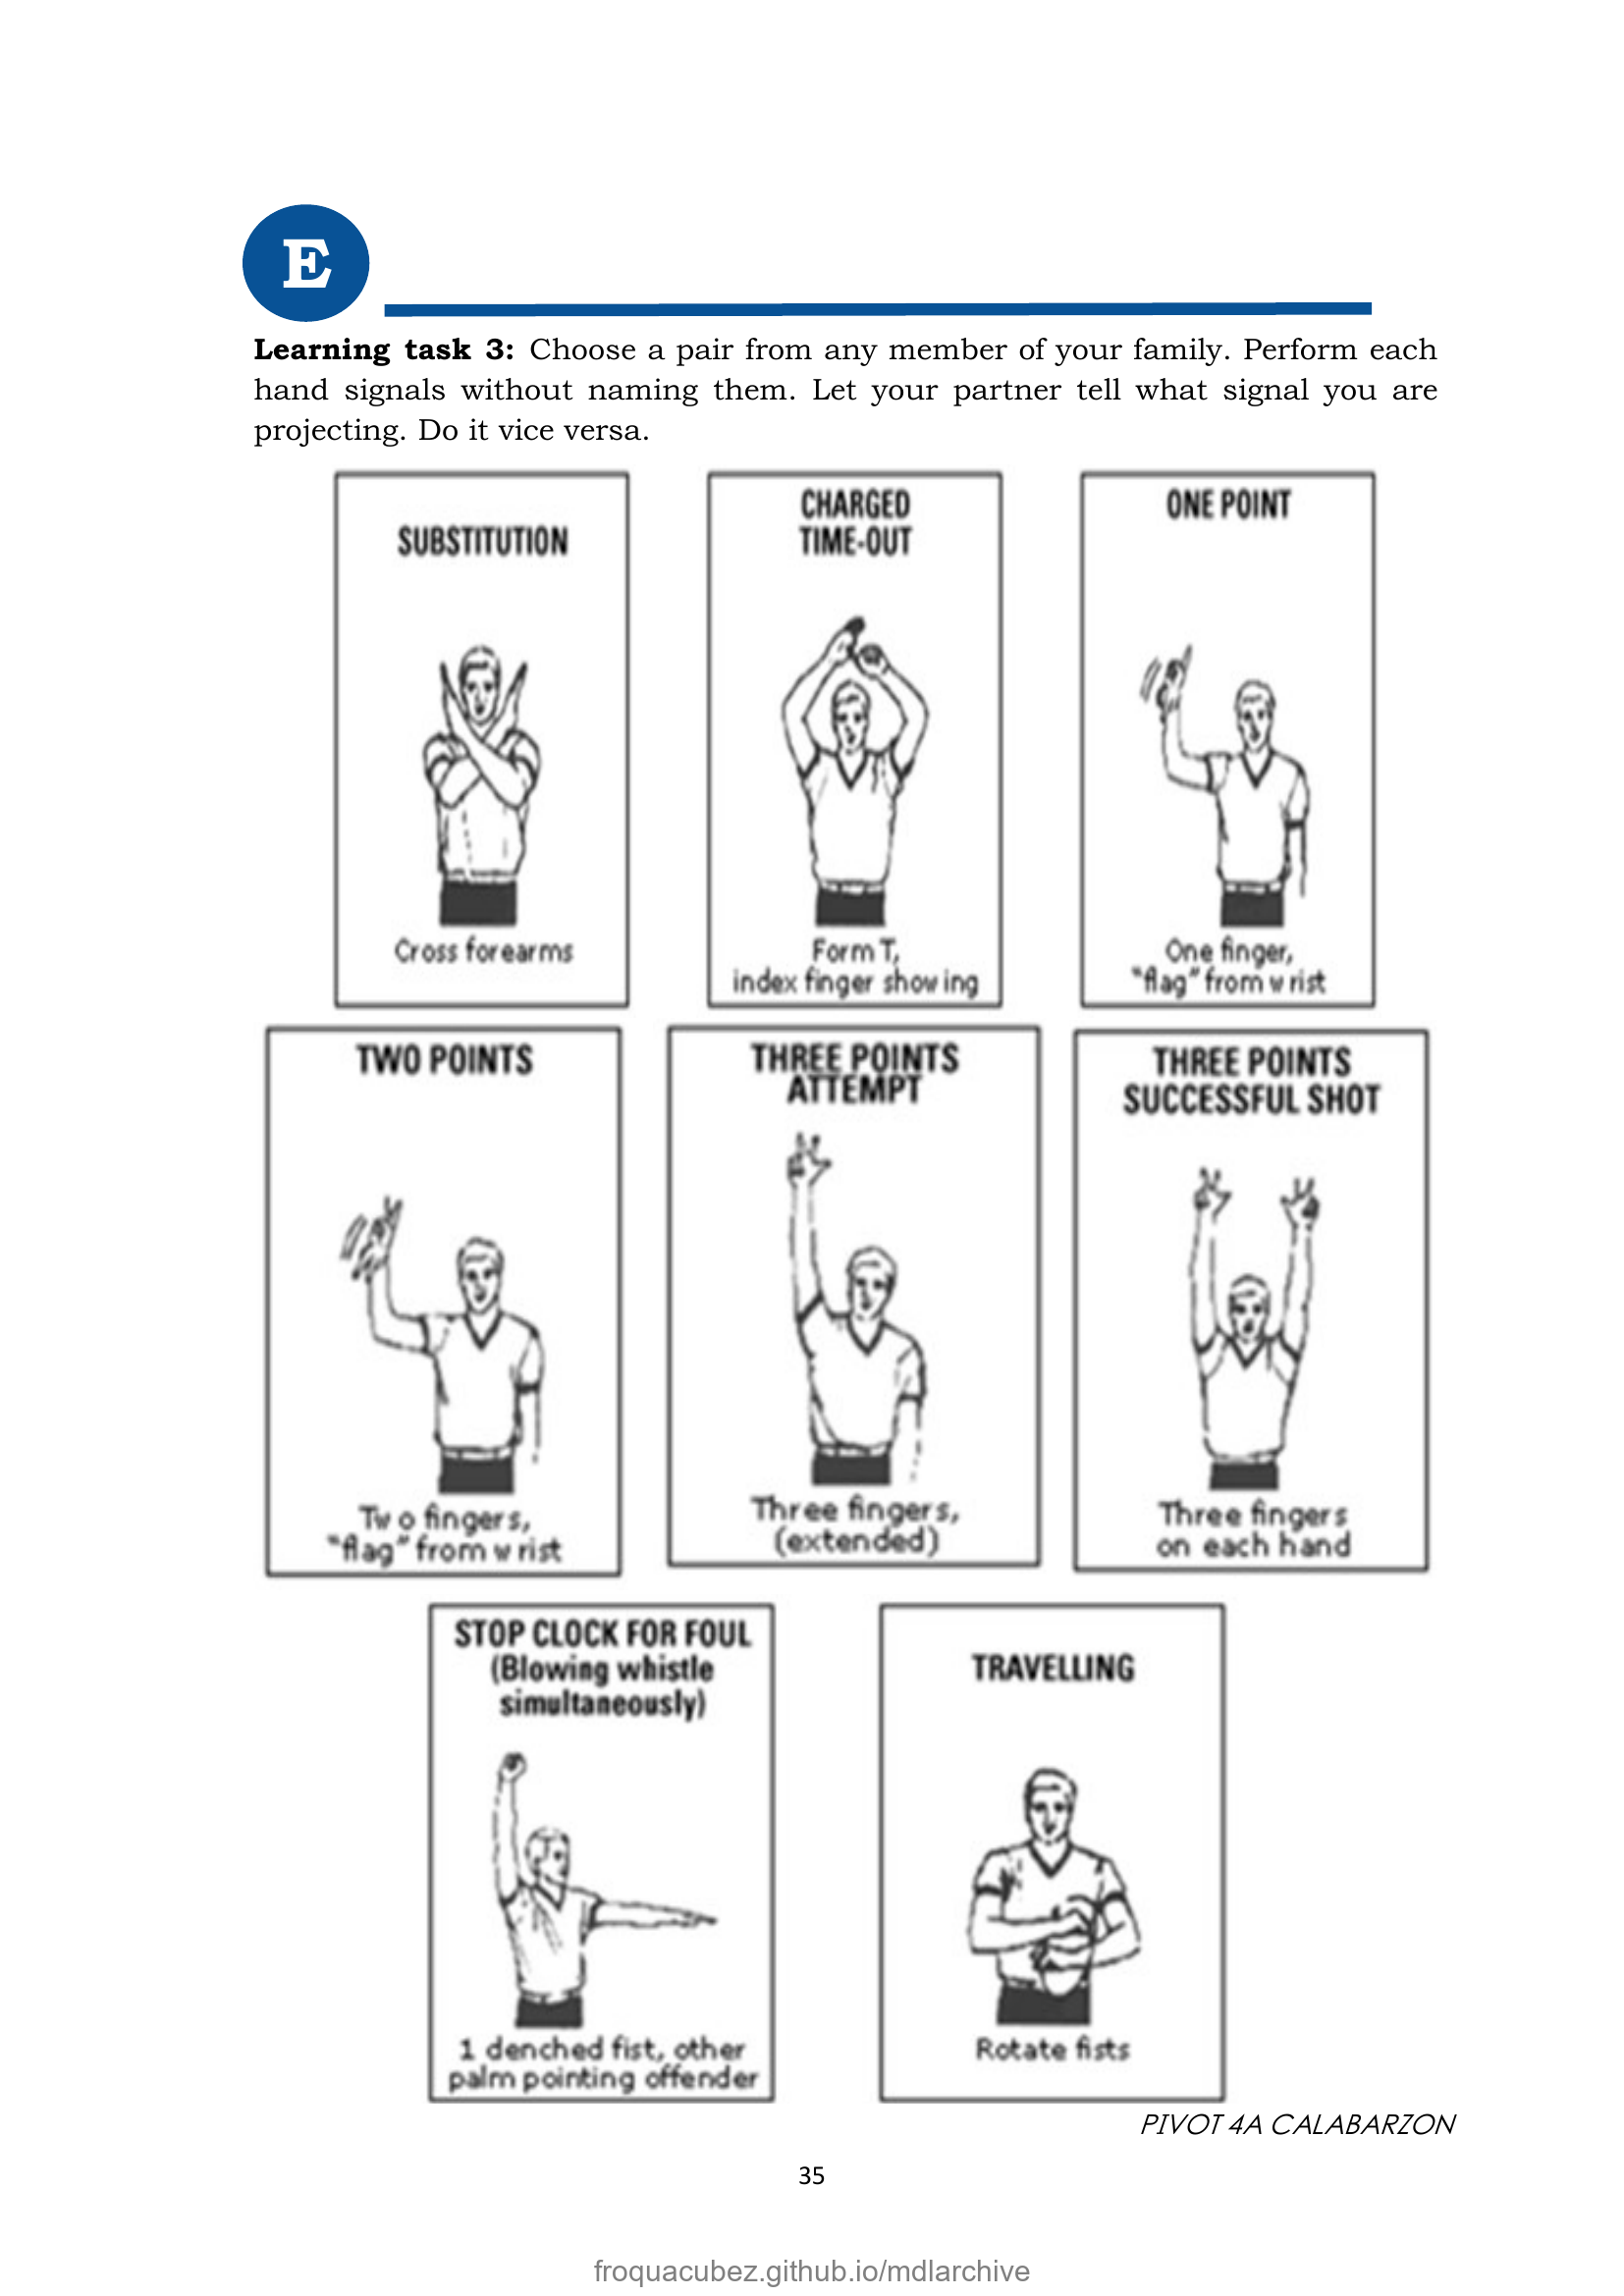 E
Learning task 3: Choose a pair from any member of your family. Perform each
hand signals without naming them. Let your partner tell what signal you are
projecting. Do it vice versa.
SUBSTITUTION
Cross forearms
CHARGED
TIME-OUT
Form T,
index finger showing
ONE POINT
One finger,
"flag" from wrist
TWO POINTS
Two fingers,
"flag" from wrist
THREE POINTS
ATTEMPT
Three fingers,
(extended)
THREE POINTS
SUCCESSFUL SHOT
Three fingers
on each hand
STOP CLOCK FOR FOUL
(Blowing whistle
simultaneously)
1 denched fist, other
palm pointing offender
TRAVELLING
Rotate fists
PIVOT 4A CALABARZON
35
froquacubez.github.io/mdlarchive